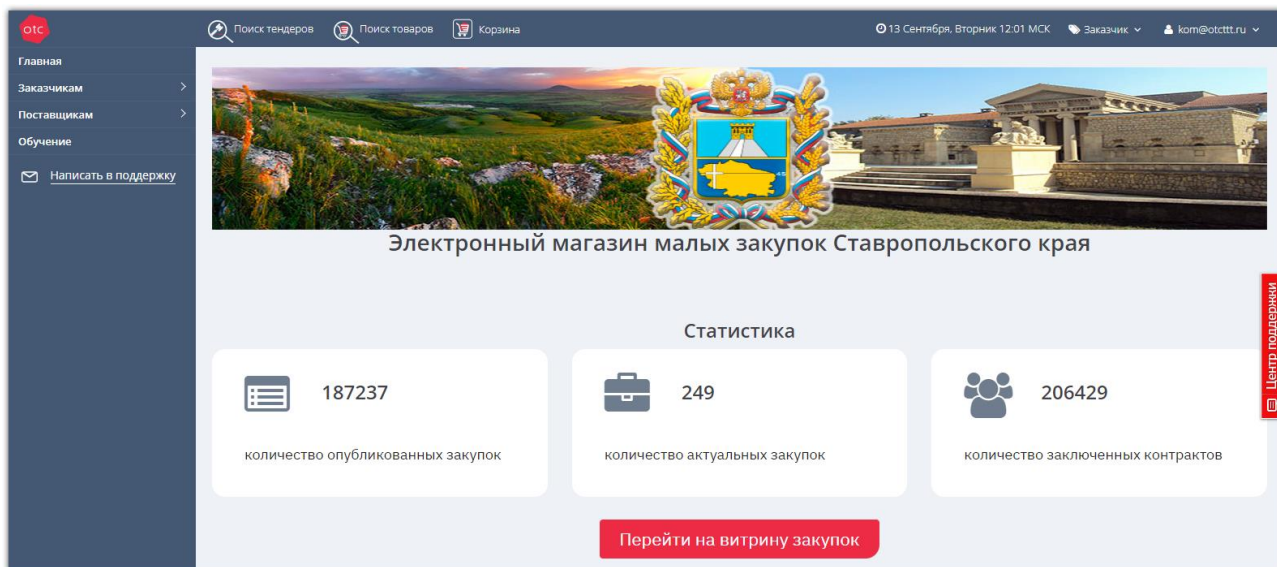 otc
Поиск тендеров
Поиск товаров
Корзина
13 Сентября, Вторник 12:01 МСК
Заказчик
kom@otcttt.ru
Главная
Заказчикам
Поставщикам
Обучение
Написать в поддержку
Электронный магазин малых закупок Ставропольского края
Статистика
187237
количество опубликованных закупок
249
количество актуальных закупок
206429
количество заключенных контрактов
Перейти на витрину закупок
Центр поддержки